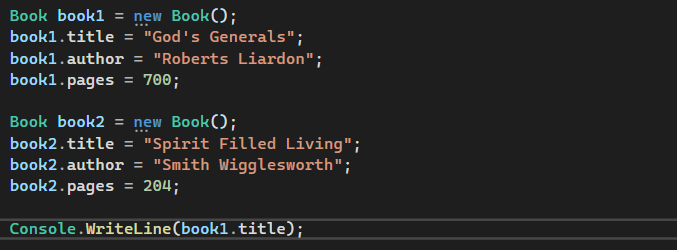 Book book1 = new Book();
book1.title = "God's Generals";
book1.author = "Roberts Liardon";
book1.pages = 700;
Book book2 = new Book();
book2.title = "Spirit Filled Living";
book2.author = "Smith Wigglesworth";
book2.pages = 204;
Console.WriteLine(book1.title);